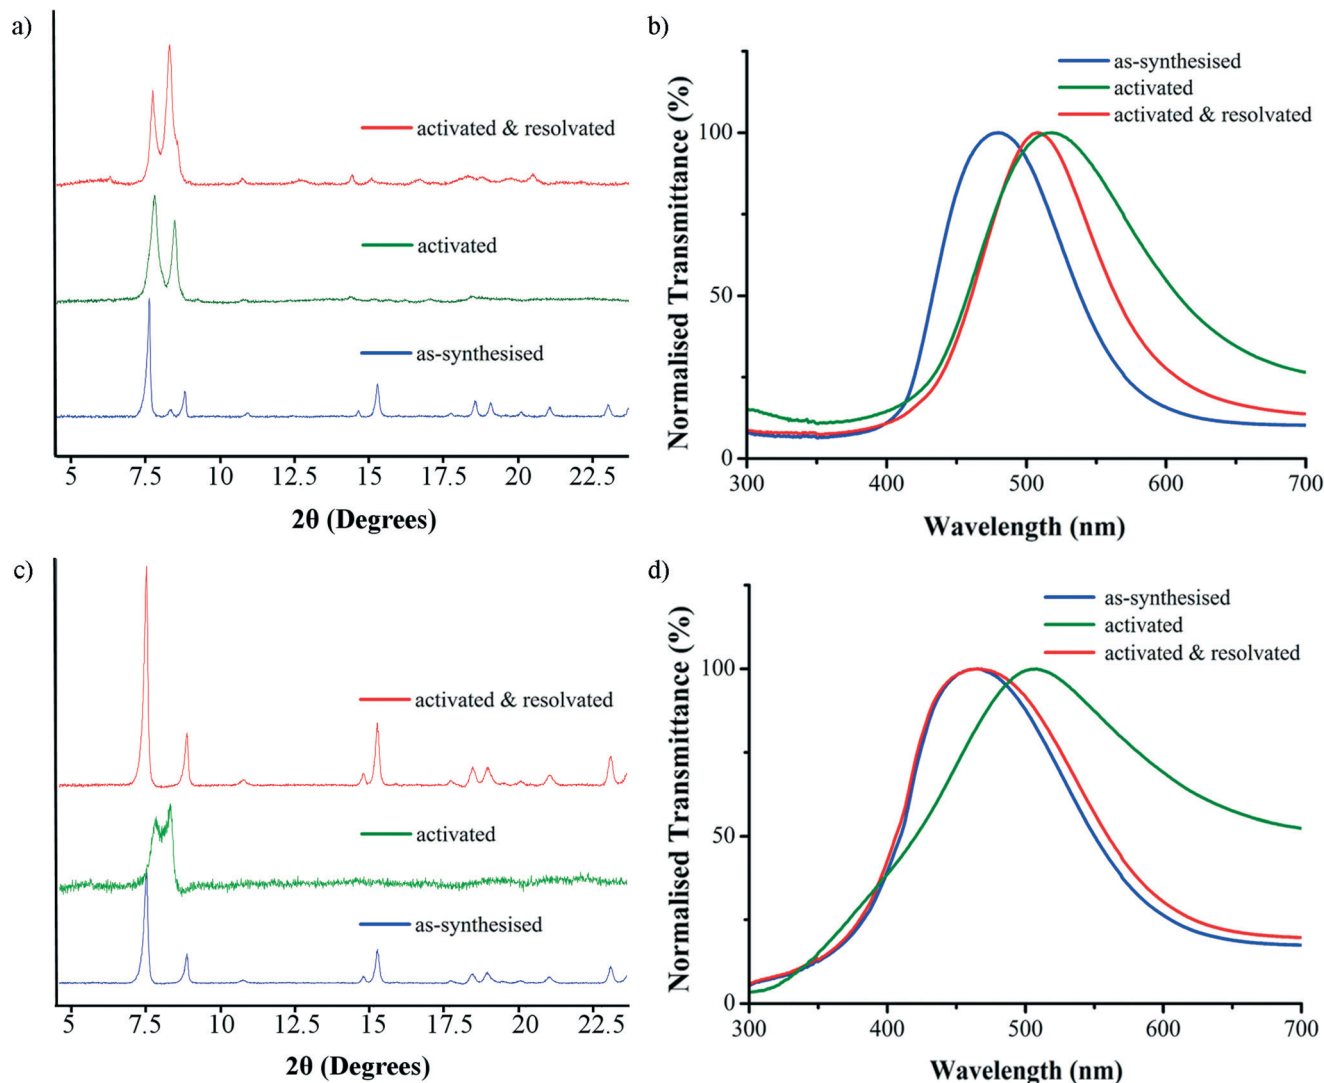 a)
activated & resolvated
activated
as-synthesised
5 7.5 10 12.5 15 17.5 20 22.5
2θ (Degrees)
b)
as-synthesised
activated
activated & resolvated
Normalised Transmittance (%)
100
50
0
300 400 500 600 700
Wavelength (nm)
c)
activated & resolvated
activated
as-synthesised
5 7.5 10 12.5 15 17.5 20 22.5
2θ (Degrees)
d)
as-synthesised
activated
activated & resolvated
Normalised Transmittance (%)
100
50
0
300 400 500 600 700
Wavelength (nm)